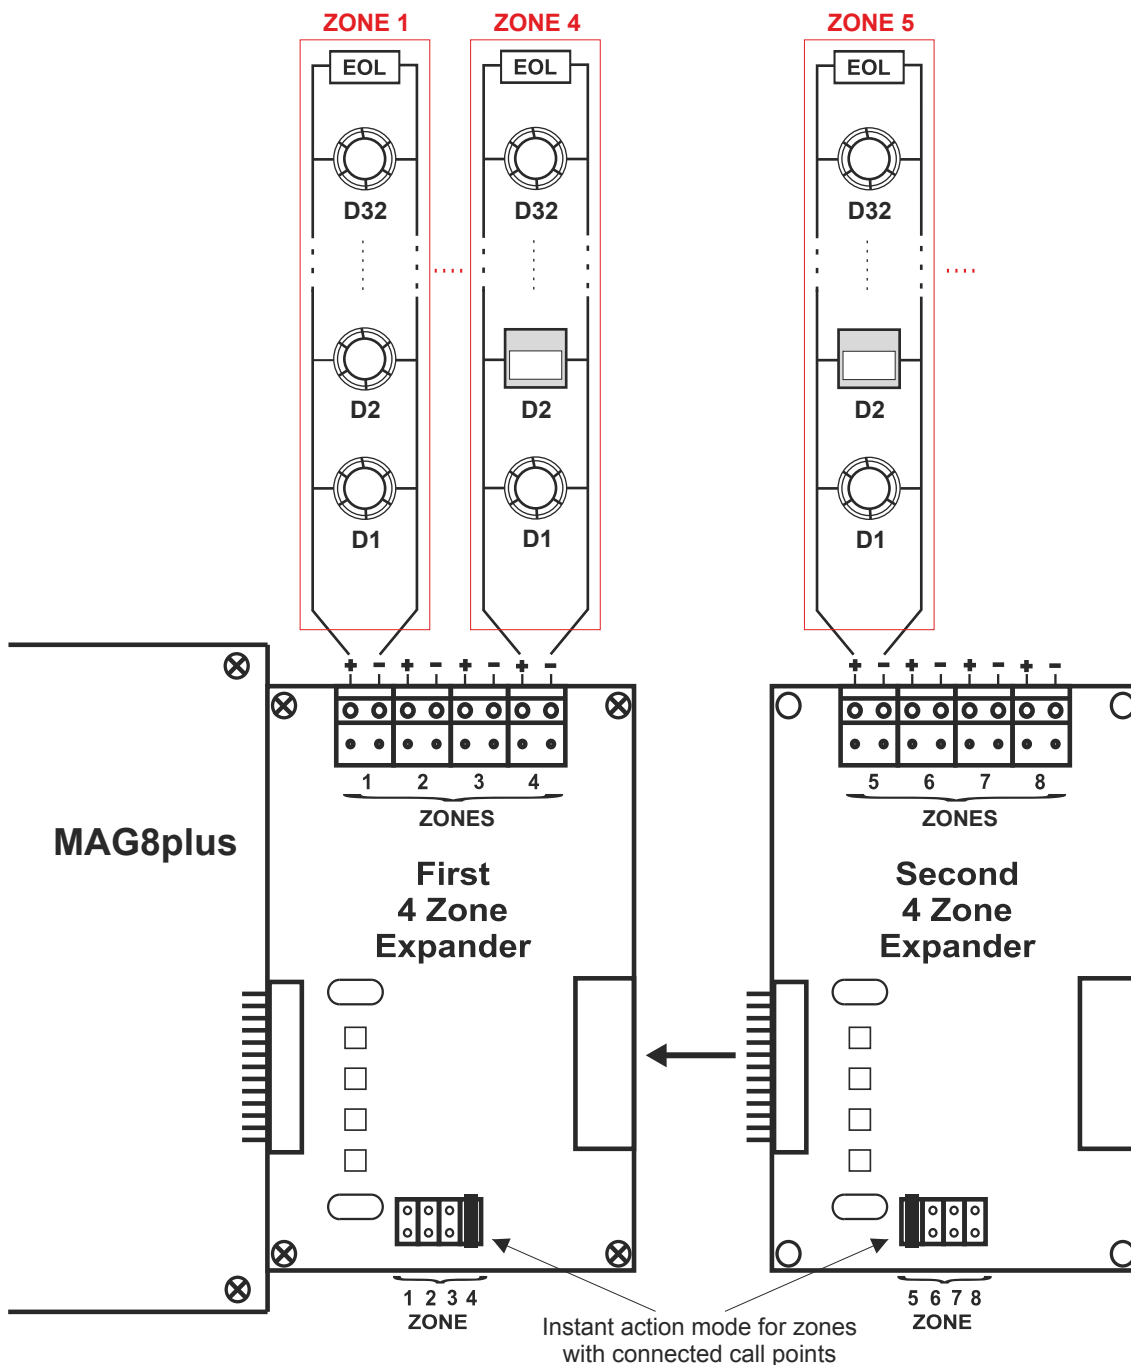 ZONE 1 ZONE 4 ZONE 5
EOL EOL EOL
D32 D32 D32
D2 D2 D2
D1 D1 D1
+ - + - + - + - + - + - + - + -
1 2 3 4 5 6 7 8
ZONES ZONES
MAG8plus
First
4 Zone
Expander
Second
4 Zone
Expander
1 2 3 4 5 6 7 8
ZONE ZONE
Instant action mode for zones
with connected call points